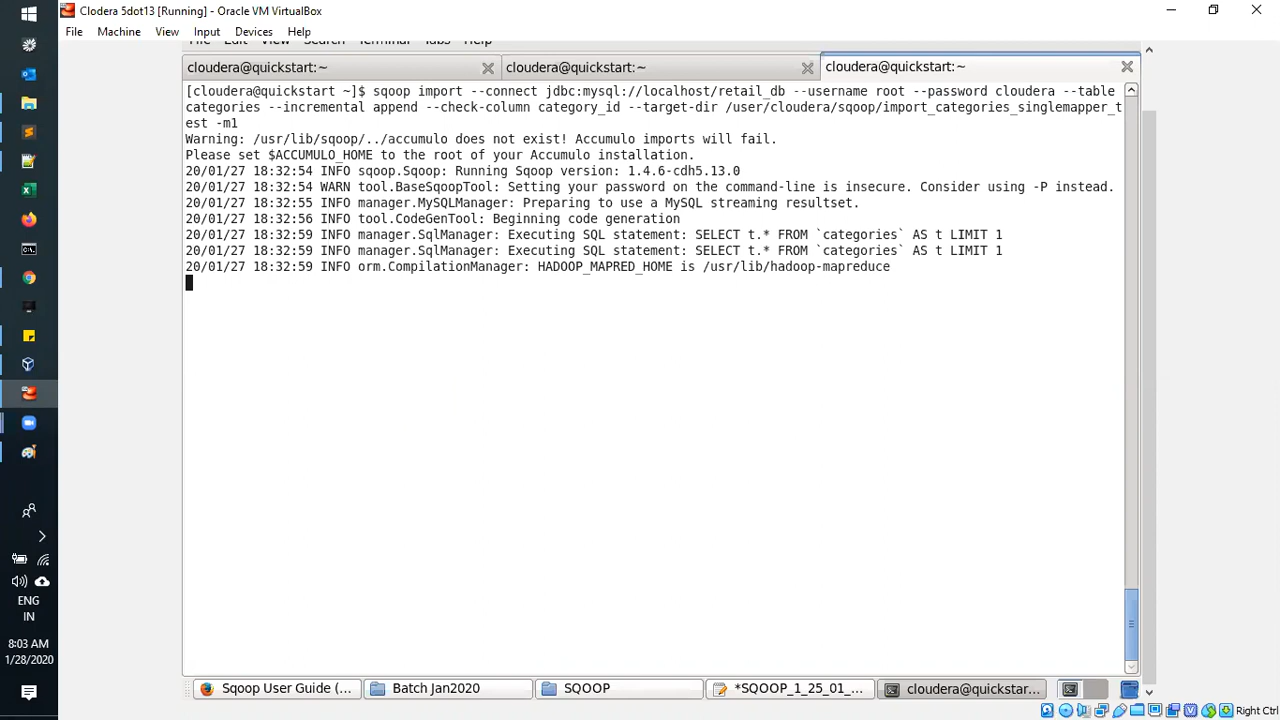 Clodera 5dot13 [Running] - Oracle VM VirtualBox
File Machine View Input Devices Help
File Edit View Search Terminal Tabs Help
cloudera@quickstart:~ cloudera@quickstart:~ cloudera@quickstart:~
[cloudera@quickstart ~]$ sqoop import --connect jdbc:mysql://localhost/retail_db --username root --password cloudera --table
categories --incremental append --check-column category_id --target-dir /user/cloudera/sqoop/import_categories_singlemapper_t
est -m1
Warning: /usr/lib/sqoop/../accumulo does not exist! Accumulo imports will fail.
Please set $ACCUMULO_HOME to the root of your Accumulo installation.
20/01/27 18:32:54 INFO sqoop.Sqoop: Running Sqoop version: 1.4.6-cdh5.13.0
20/01/27 18:32:54 WARN tool.BaseSqoopTool: Setting your password on the command-line is insecure. Consider using -P instead.
20/01/27 18:32:55 INFO manager.MySQLManager: Preparing to use a MySQL streaming resultset.
20/01/27 18:32:56 INFO tool.CodeGenTool: Beginning code generation
20/01/27 18:32:59 INFO manager.SqlManager: Executing SQL statement: SELECT t.* FROM `categories` AS t LIMIT 1
20/01/27 18:32:59 INFO manager.SqlManager: Executing SQL statement: SELECT t.* FROM `categories` AS t LIMIT 1
20/01/27 18:32:59 INFO orm.CompilationManager: HADOOP_MAPRED_HOME is /usr/lib/hadoop-mapreduce
ENG
IN
8:03 AM
1/28/2020
Sqoop User Guide (... Batch Jan2020 SQOOP *SQOOP_1_25_01_... cloudera@quickstar...
Right Ctrl